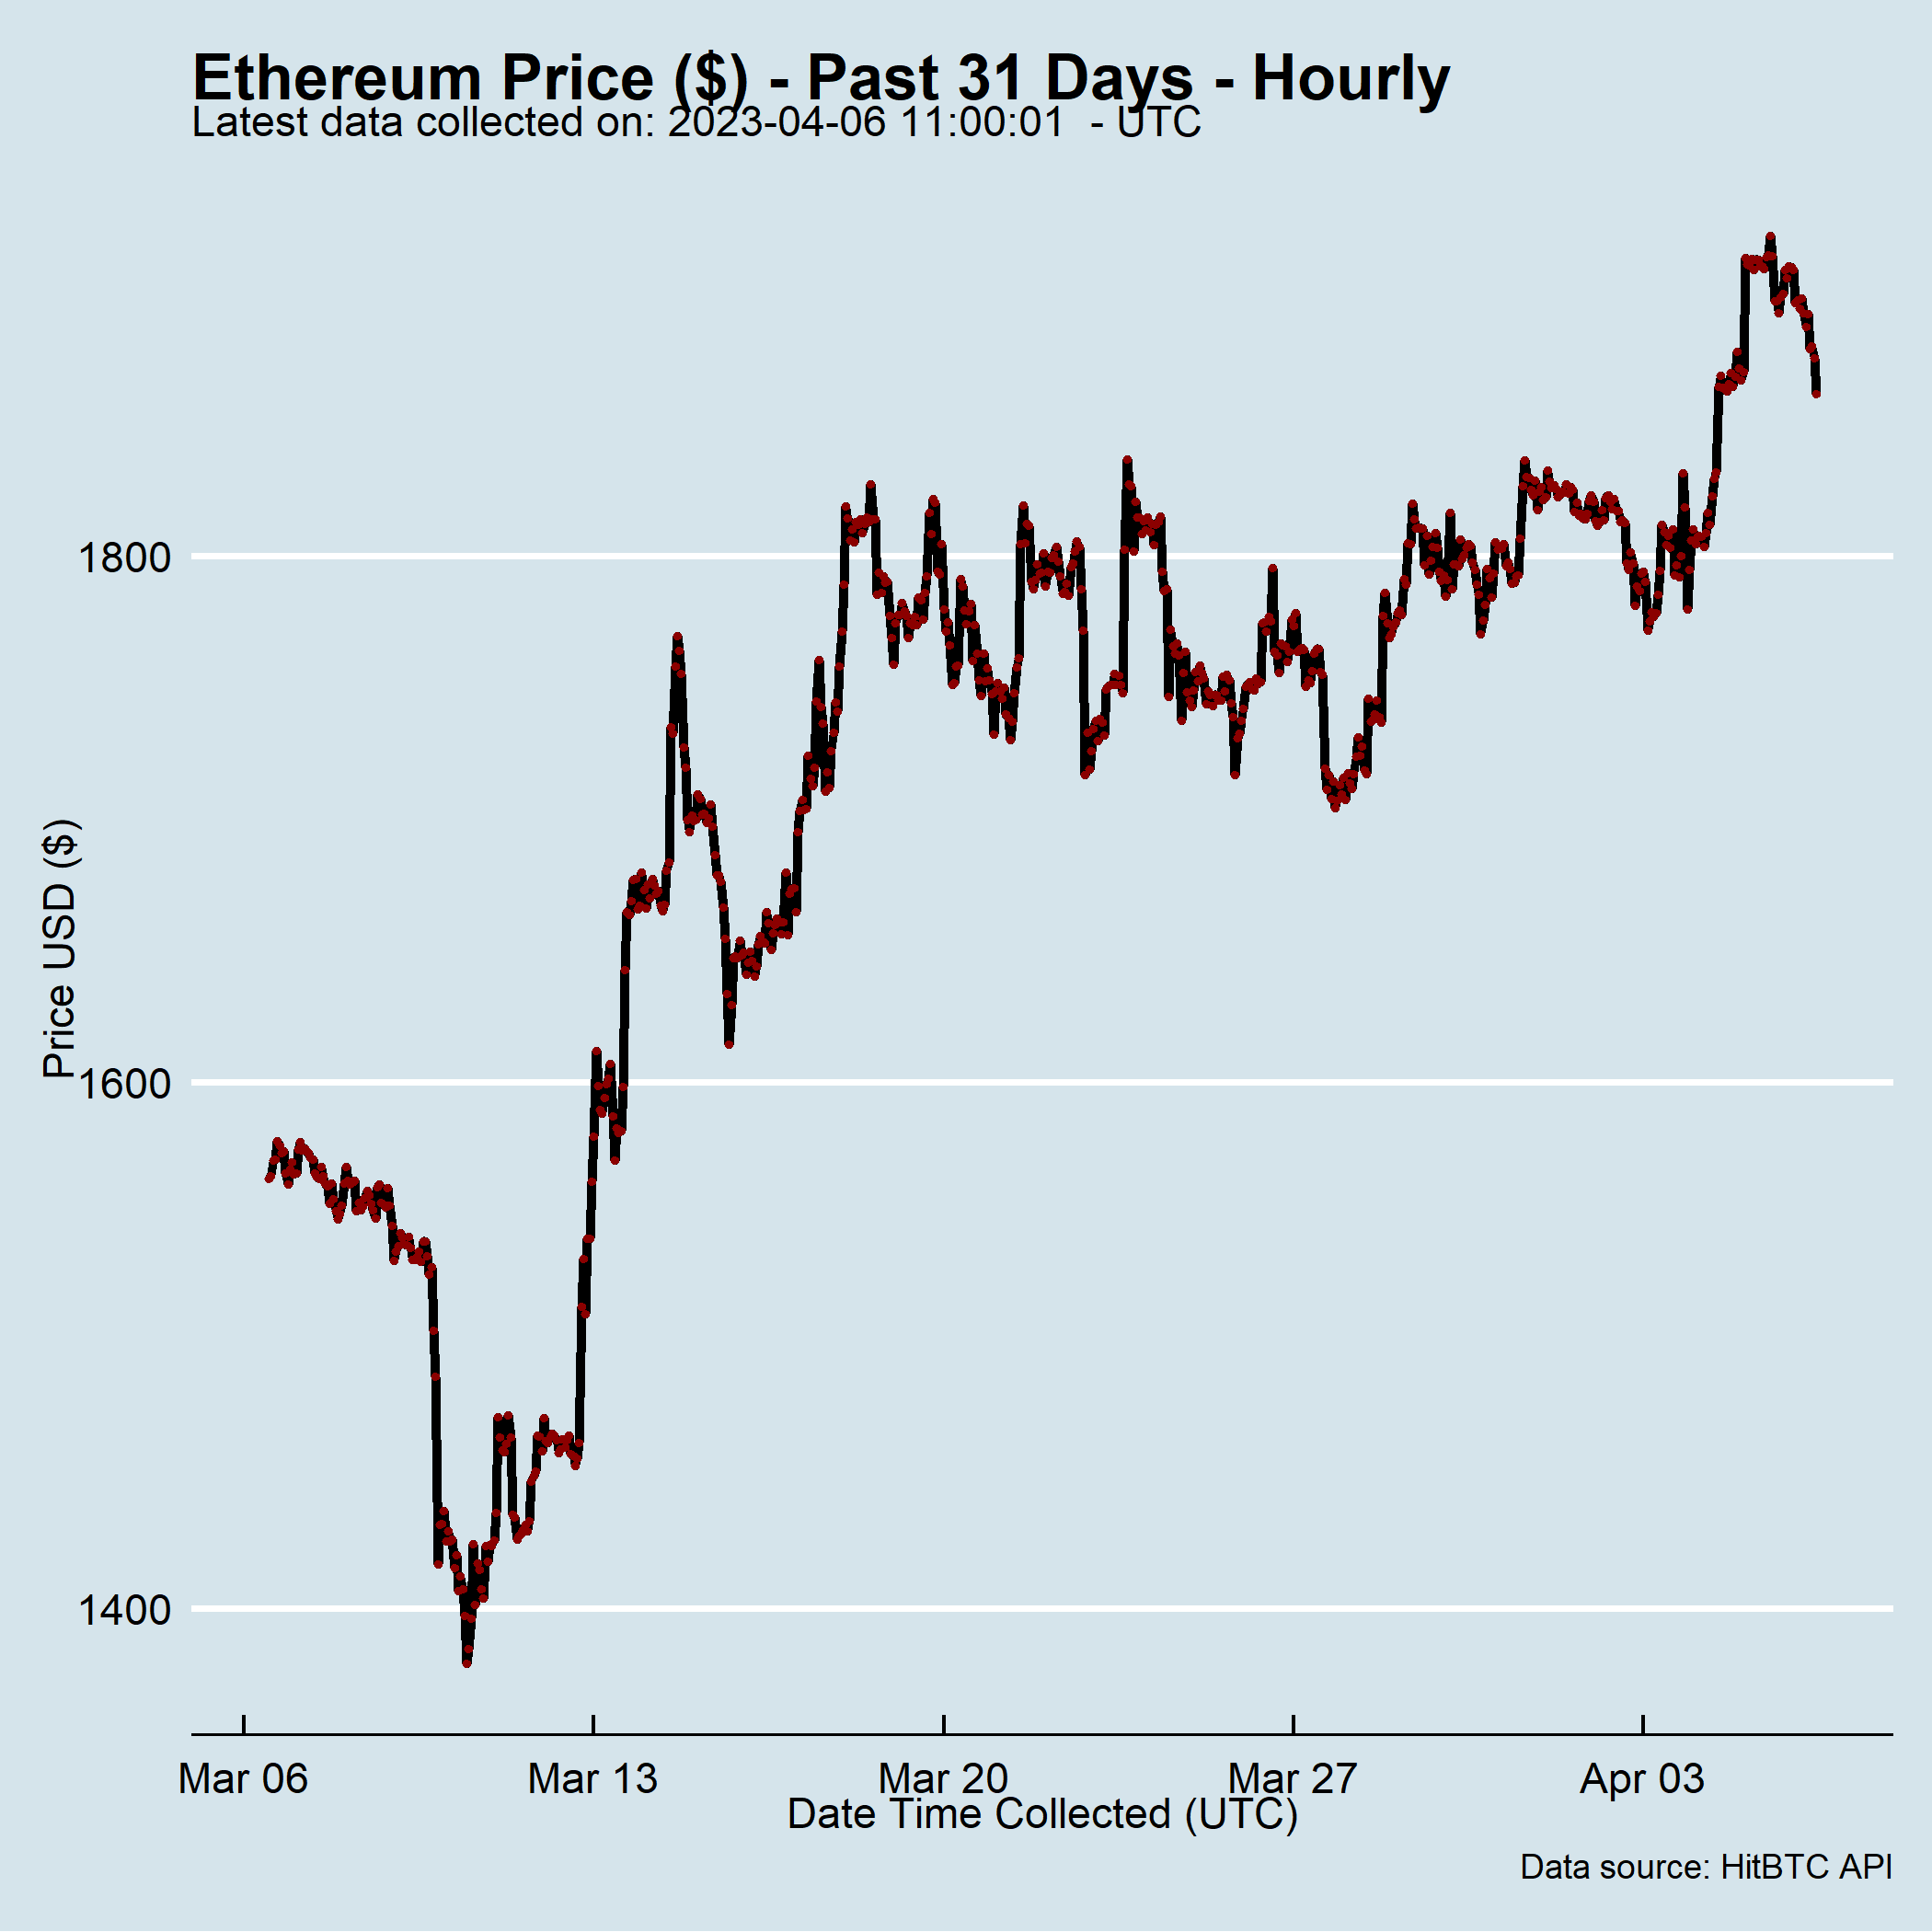 Ethereum Price ($) - Past 31 Days - Hourly
Latest data collected on: 2023-04-06 11:00:01  - UTC
1800
Price USD ($)
1600
1400
Mar 06
Mar 13
Mar 20
Mar 27
Apr 03
Date Time Collected (UTC)
Data source: HitBTC API